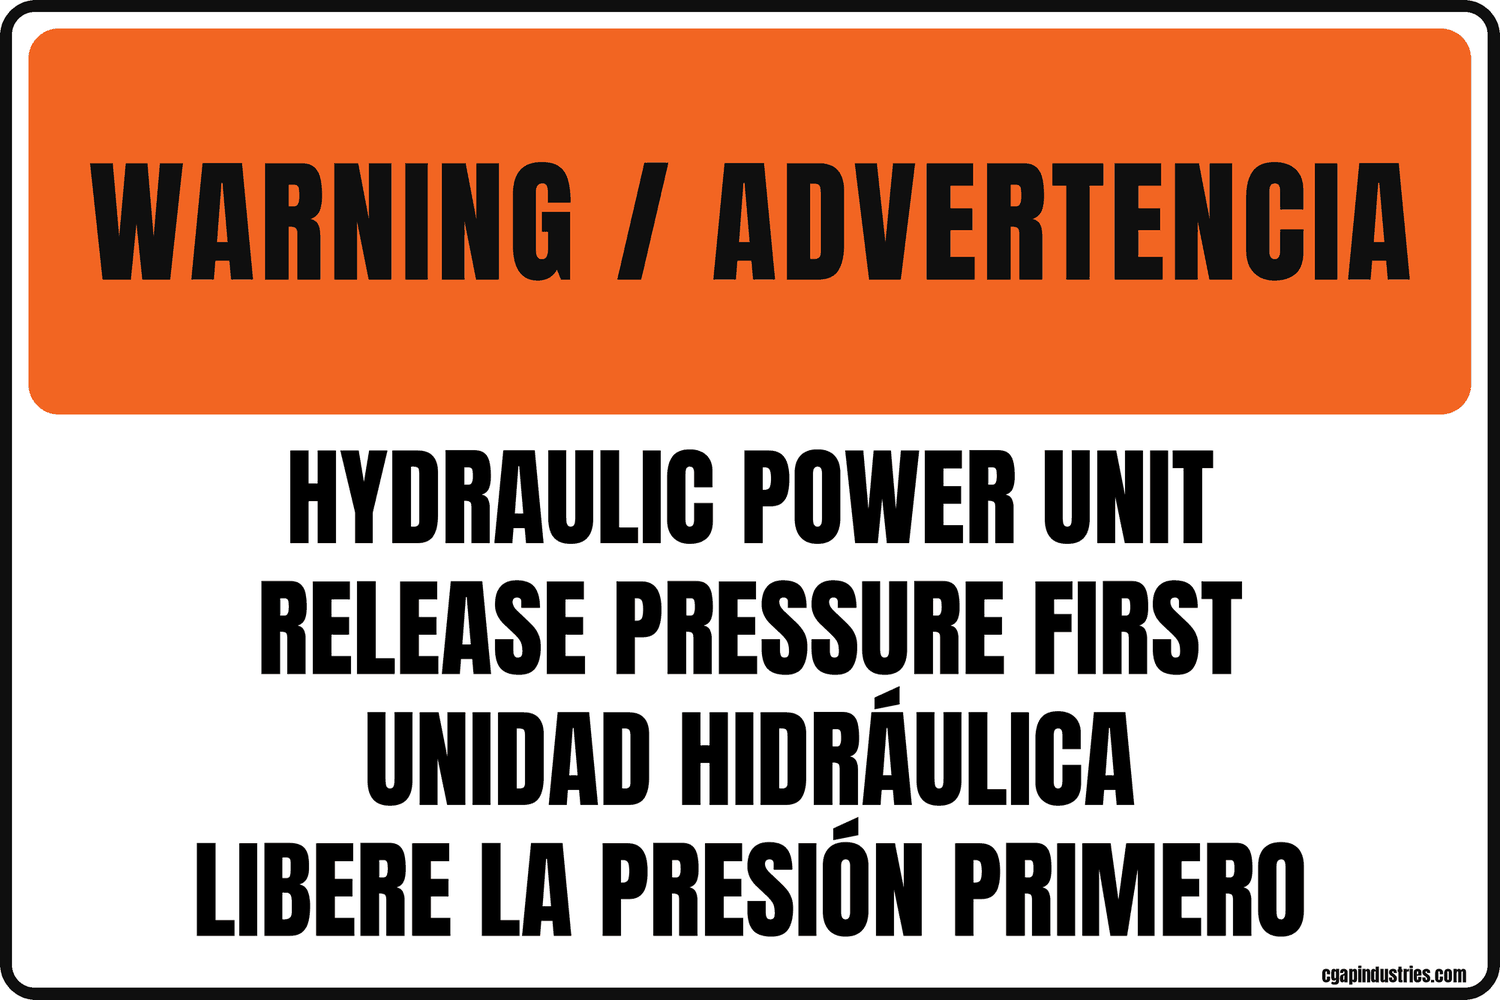 WARNING / ADVERTENCIA
HYDRAULIC POWER UNIT
RELEASE PRESSURE FIRST
UNIDAD HIDRÁULICA
LIBERE LA PRESIÓN PRIMERO
cgapindustries.com